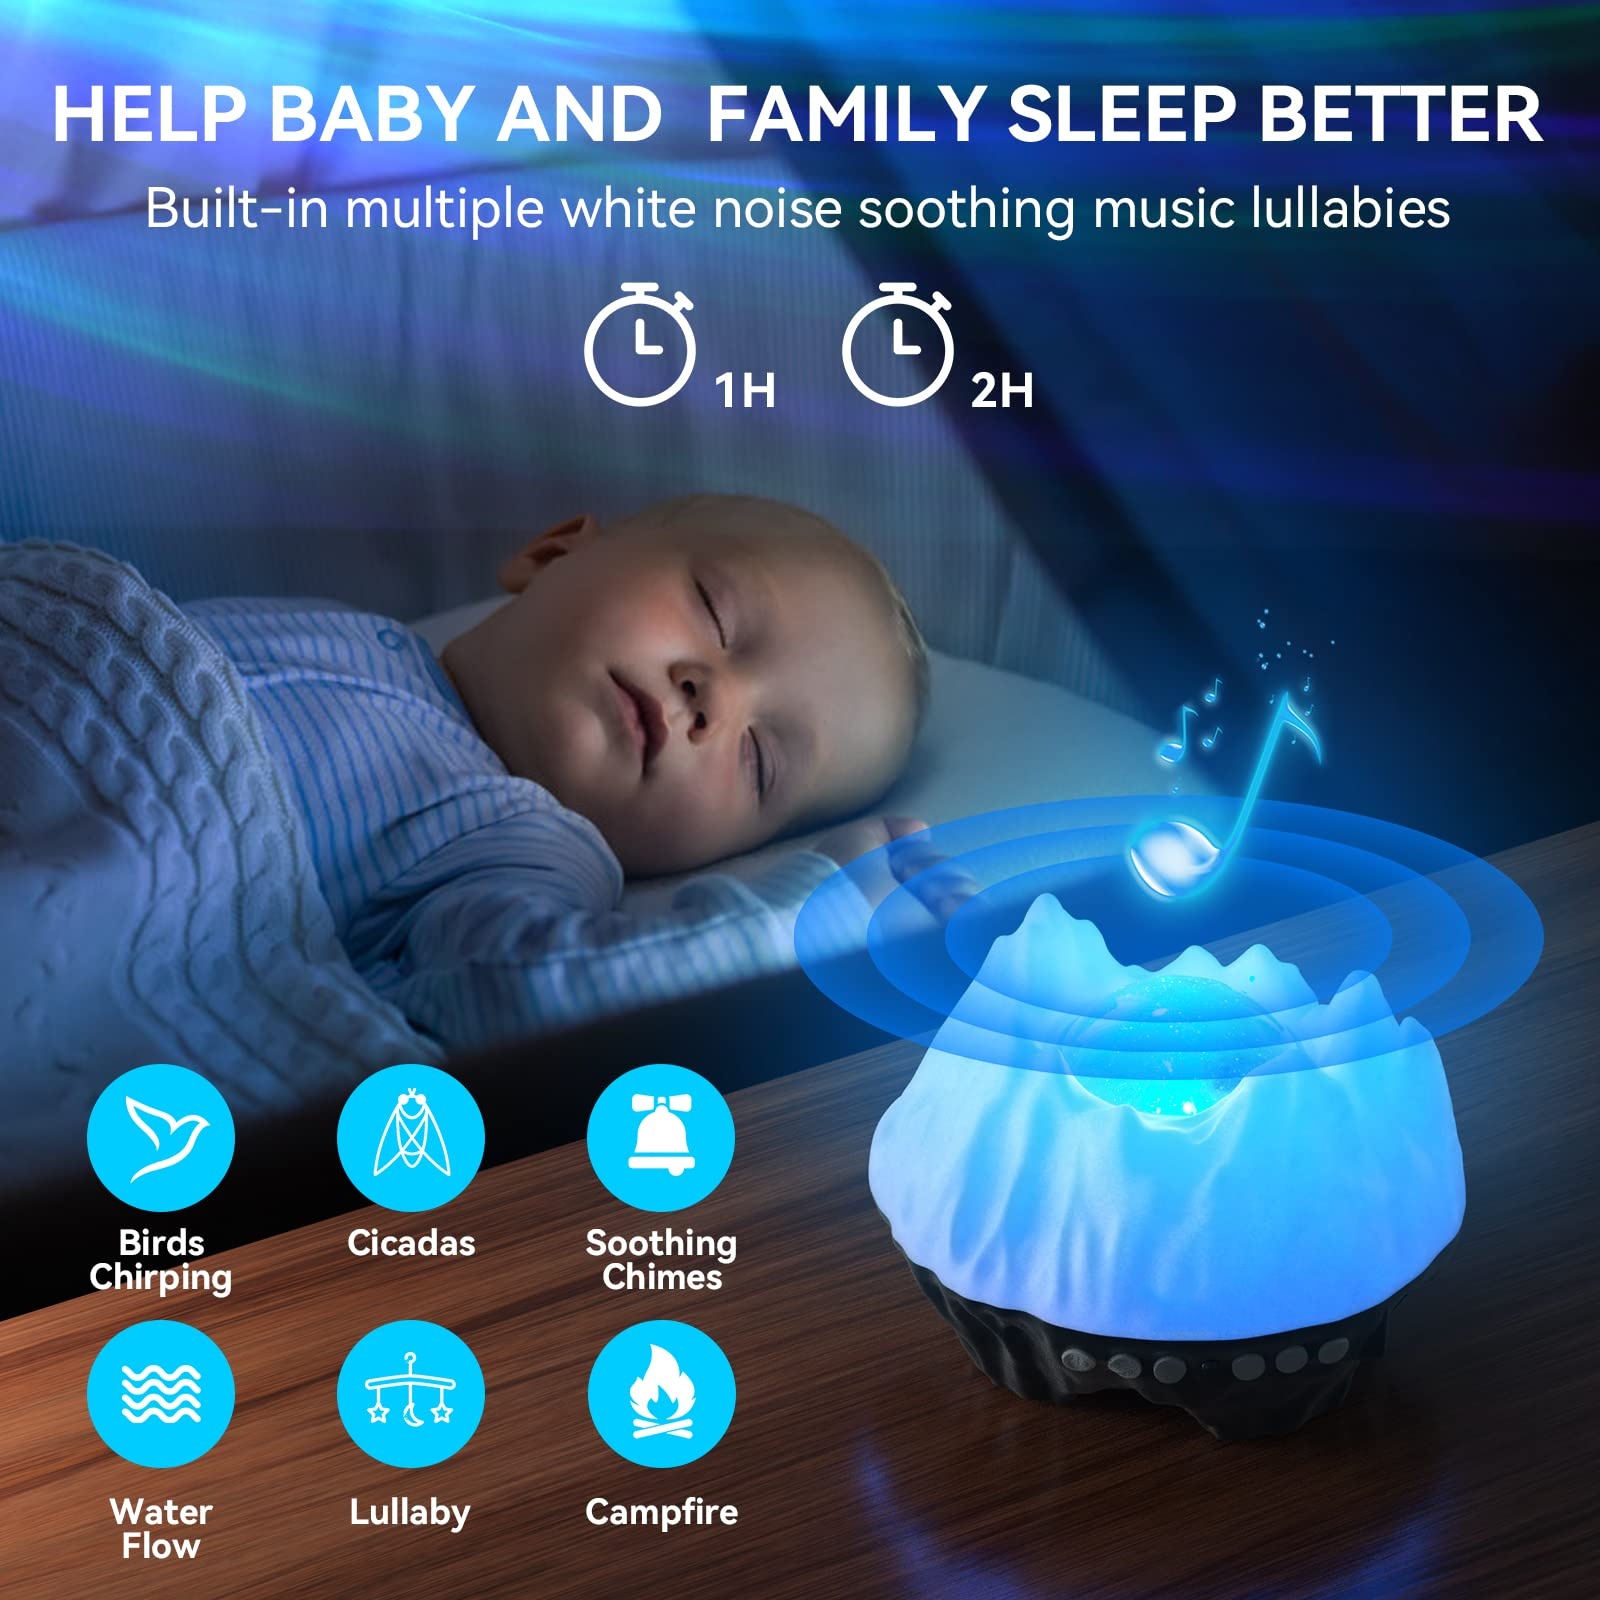 HELP BABY AND FAMILY SLEEP BETTER
Built-in multiple white noise soothing music lullabies
1H
2H
Birds
Chirping
Cicadas
Soothing
Chimes
Water
Flow
Lullaby
Campfire